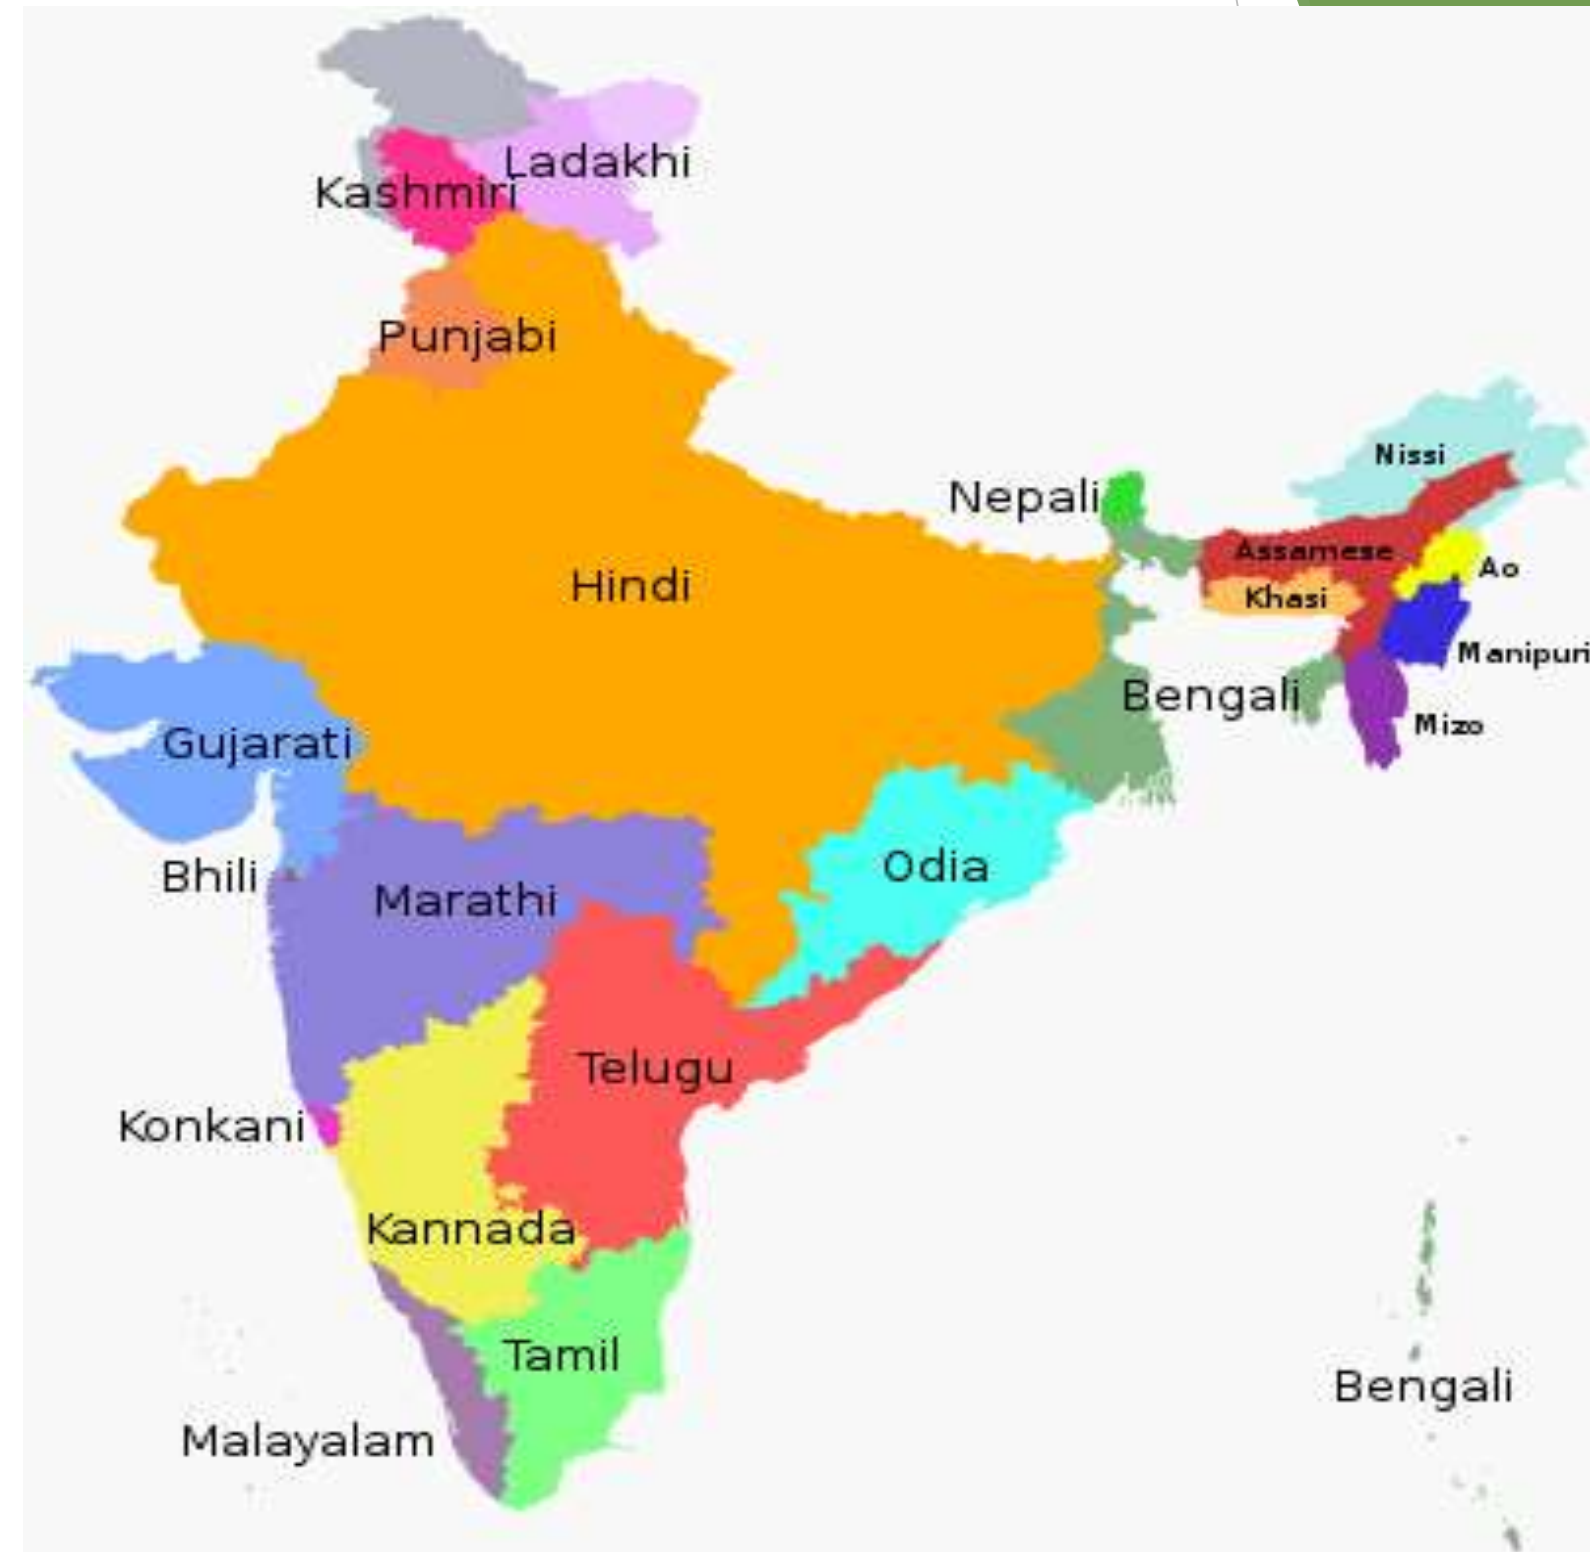 Ladakhi
Kashmiri
Punjabi
Nissi
Nepali
Assamese
Ao
Hindi
Khasi
Manipuri
Bengali
Mizo
Gujarati
Odia
Bhili
Marathi
Telugu
Konkani
Kannada
Tamil
Bengali
Malayalam